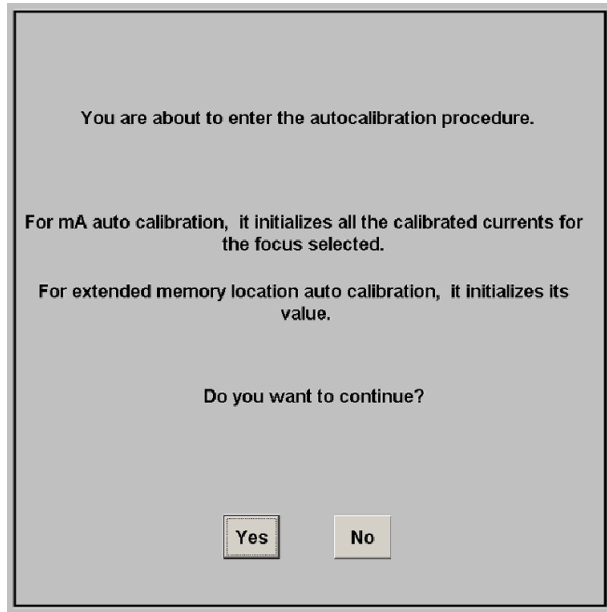 You are about to enter the autocalibration procedure.
For mA auto calibration, it initializes all the calibrated currents for
the focus selected.
For extended memory location auto calibration, it initializes its
value.
Do you want to continue?
Yes No